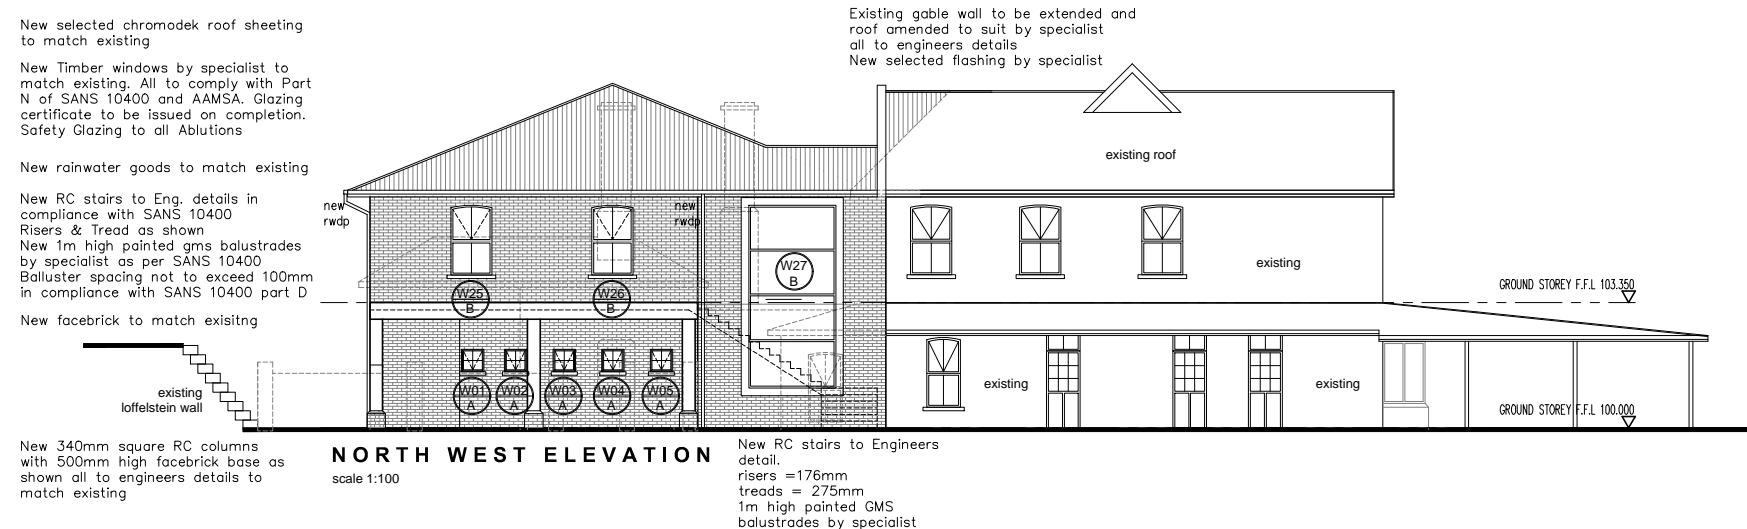 New selected chromodek roof sheeting
to match existing
New Timber windows by specialist to
match existing. All to comply with Part
N of SANS 10400 and AAMSA. Glazing
certificate to be issued on completion.
Safety Glazing to all Ablutions
New rainwater goods to match existing
New RC stairs to Eng. details in
compliance with SANS 10400
Risers & Tread as shown
New 1m high painted gms balustrades
by specialist as per SANS 10400
Balluster spacing not to exceed 100mm
in compliance with SANS 10400 part D
New facebrick to match exisitng
existing
loffelstein wall
New 340mm square RC columns
with 500mm high facebrick base as
shown all to engineers details to
match existing
Existing gable wall to be extended and
roof amended to suit by specialist
all to engineers details
New selected flashing by specialist
existing roof
new
rwdp
new
rwdp
W25
B
W26
B
W27
B
existing
GROUND STOREY F.F.L 103.350
W01
A
W02
A
W03
A
W04
A
W05
A
existing
existing
GROUND STOREY F.F.L 100.000
NORTH WEST ELEVATION
scale 1:100
New RC stairs to Engineers
detail.
risers =176mm
treads = 275mm
1m high painted GMS
balustrades by specialist